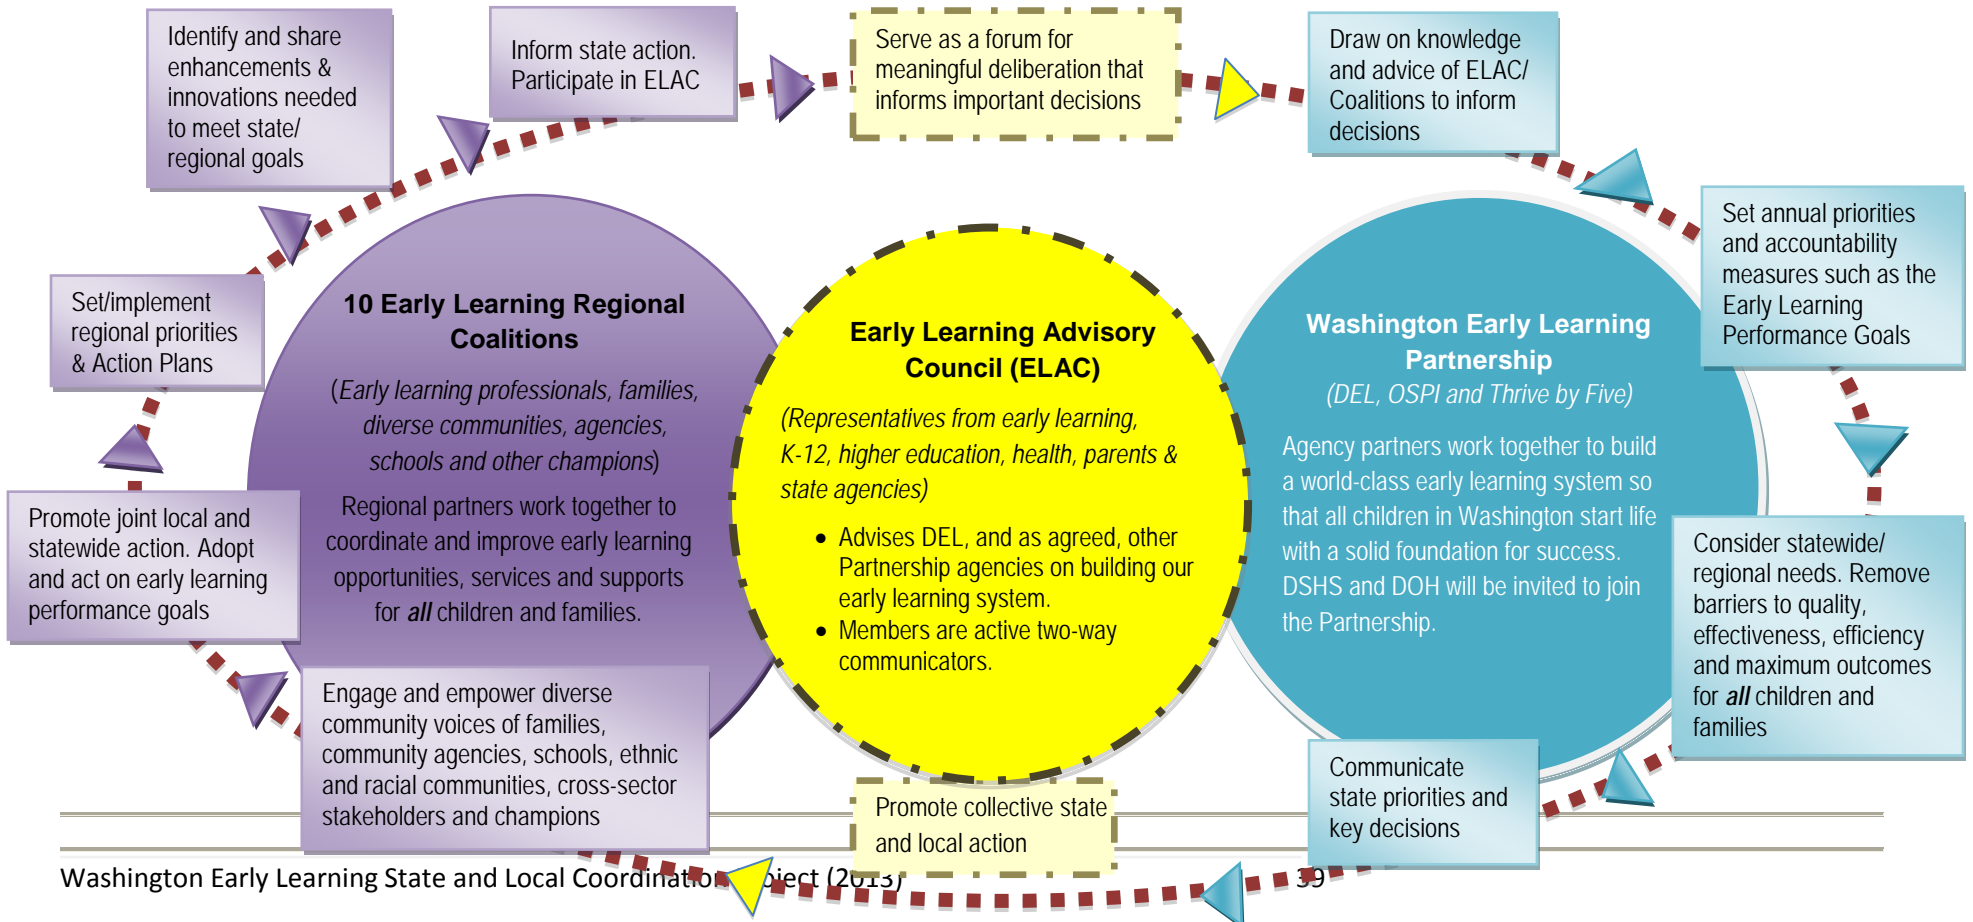 Identify and share
enhancements &
innovations needed
to meet state/
regional goals
Inform state action.
Participate in ELAC
Serve as a forum for
meaningful deliberation that
informs important decisions
Draw on knowledge
and advice of ELAC/
Coalitions to inform
decisions
Set annual priorities
and accountability
measures such as the
Early Learning
Performance Goals
Set/implement
regional priorities
& Action Plans
10 Early Learning Regional
Coalitions
(Early learning professionals, families,
diverse communities, agencies,
schools and other champions)
Regional partners work together to
coordinate and improve early learning
opportunities, services and supports
for all children and families.
Early Learning Advisory
Council (ELAC)
(Representatives from early learning,
K-12, higher education, health, parents &
state agencies)
• Advises DEL, and as agreed, other
Partnership agencies on building our
early learning system.
• Members are active two-way
communicators.
Washington Early Learning
Partnership
(DEL, OSPI and Thrive by Five)
Agency partners work together to build
a world-class early learning system so
that all children in Washington start life
with a solid foundation for success.
DSHS and DOH will be invited to join
the Partnership.
Promote joint local and
statewide action. Adopt
and act on early learning
performance goals
Consider statewide/
regional needs. Remove
barriers to quality,
effectiveness, efficiency
and maximum outcomes
for all children and
families
Engage and empower diverse
community voices of families,
community agencies, schools, ethnic
and racial communities, cross-sector
stakeholders and champions
Promote collective state
and local action
Communicate
state priorities and
key decisions
Washington Early Learning State and Local Coordination (2013) 39